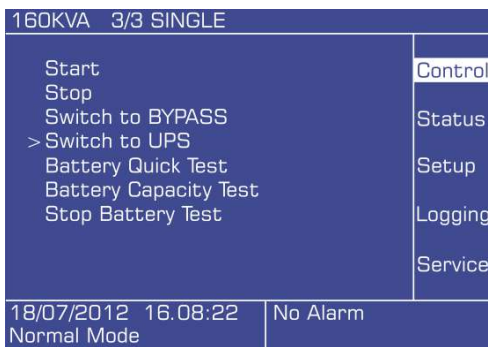 160KVA 3/3 SINGLE
Start
Stop
Switch to BYPASS
> Switch to UPS
Battery Quick Test
Battery Capacity Test
Stop Battery Test
Control
Status
Setup
Logging
Service
18/07/2012 16.08:22
Normal Mode
No Alarm